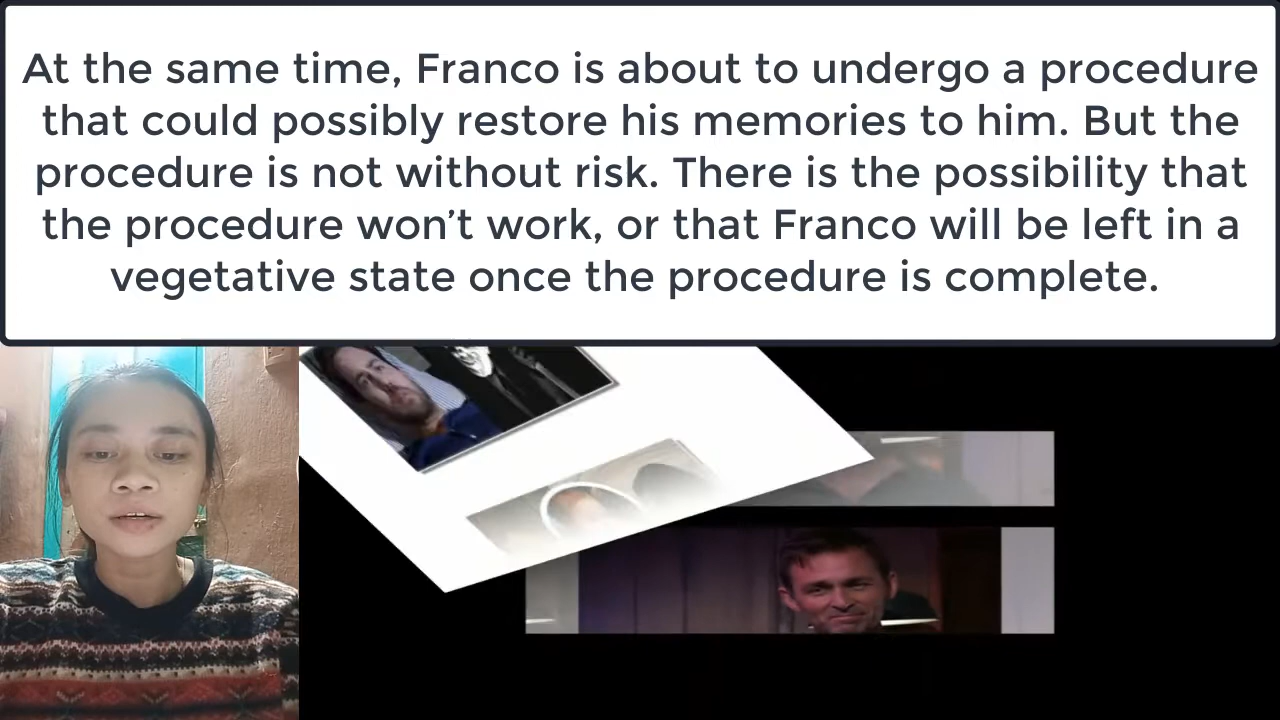 At the same time, Franco is about to undergo a procedure
that could possibly restore his memories to him. But the
procedure is not without risk. There is the possibility that
the procedure won’t work, or that Franco will be left in a
vegetative state once the procedure is complete.